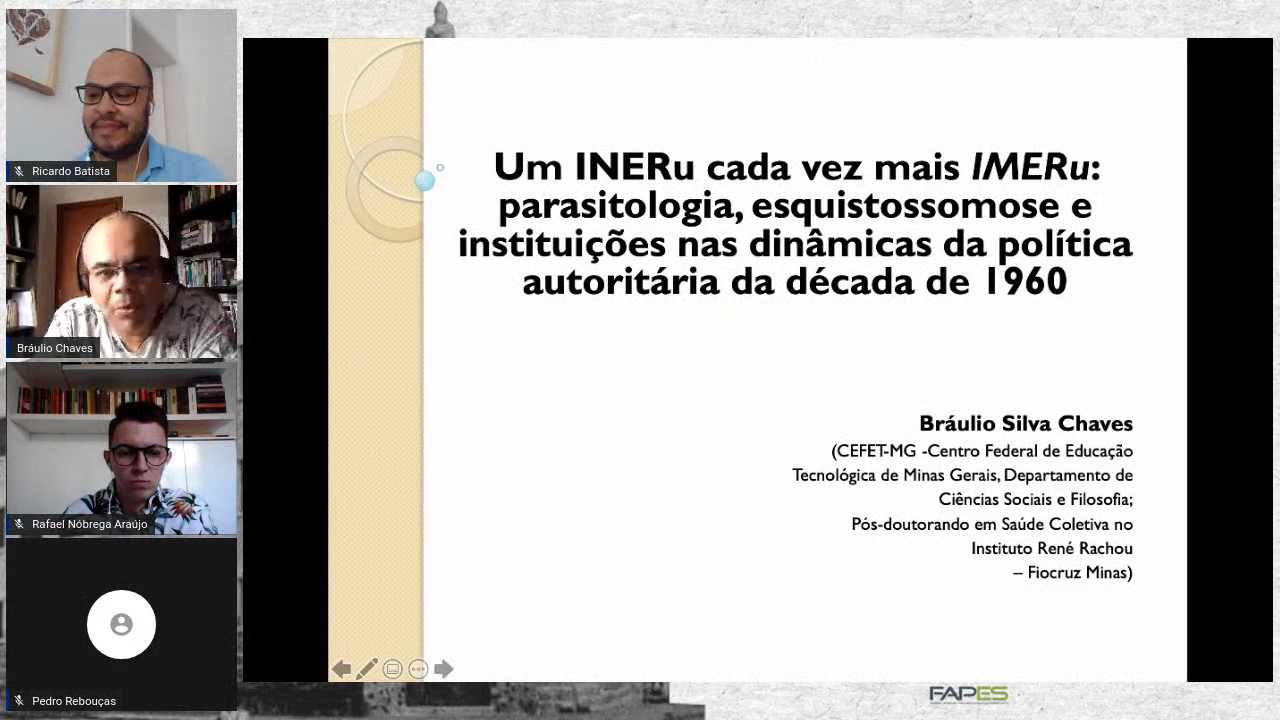 Ricardo Batista
Bráulio Chaves
Rafael Nóbrega Araújo
Pedro Rebouças
Um INERu cada vez mais IMERu:
parasitologia, esquistossomose e
instituições nas dinâmicas da política
autoritária da década de 1960
Bráulio Silva Chaves
(CEFET-MG -Centro Federal de Educação
Tecnológica de Minas Gerais, Departamento de
Ciências Sociais e Filosofia;
Pós-doutorando em Saúde Coletiva no
Instituto René Rachou
– Fiocruz Minas)
FAPES